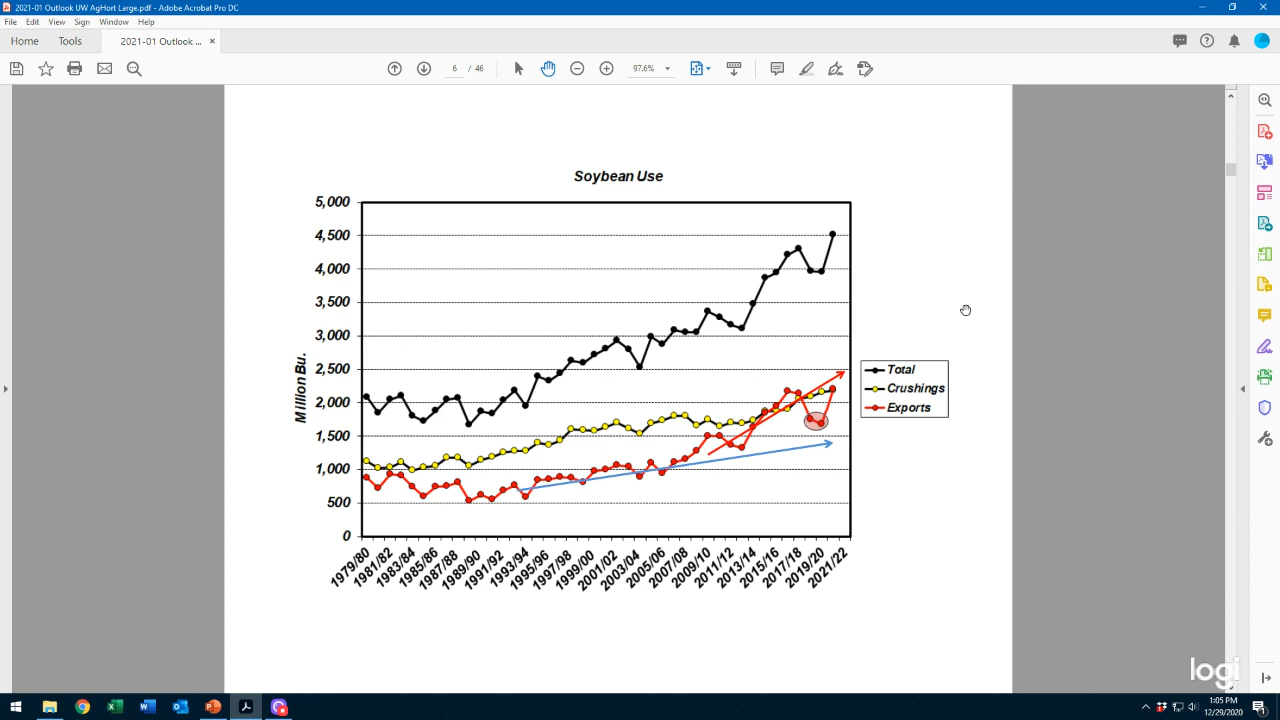 2021-01 Outlook UW AgHort Large.pdf - Adobe Acrobat Pro DC
File Edit View Sign Window Help
Home Tools 2021-01 Outlook ... ×
6 / 46 97.6%
Soybean Use
Million Bu.
5,000
4,500
4,000
3,500
3,000
2,500
2,000
1,500
1,000
500
0
1979/80 1981/82 1983/84 1985/86 1987/88 1989/90 1991/92 1993/94 1995/96 1997/98 1999/00 2001/02 2003/04 2005/06 2007/08 2009/10 2011/12 2013/14 2015/16 2017/18 2019/20 2021/22
Total
Crushings
Exports
logi
1:05 PM
12/29/2020